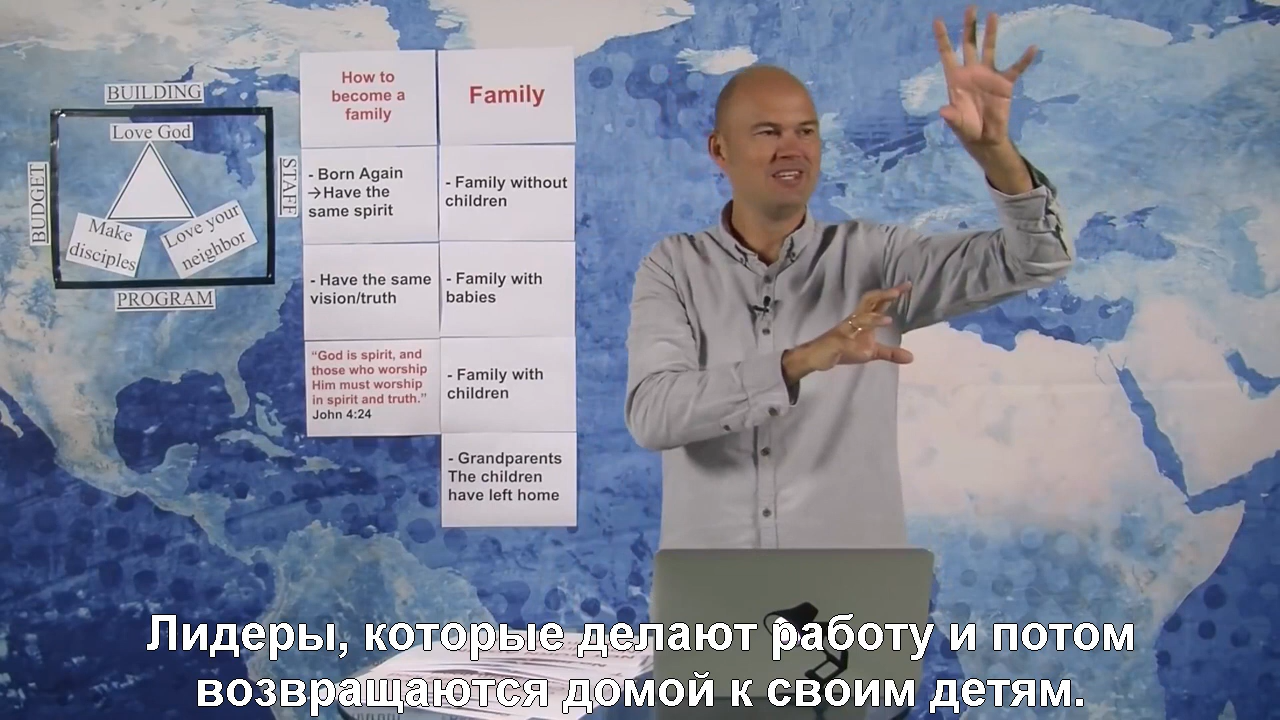 BUILDING
Love God
BUDGET
STAFF
Make
disciples
Love your
neighbor
PROGRAM
How to
become a
family
- Born Again
→Have the
same spirit
- Have the same
vision/truth
“God is spirit, and
those who worship
Him must worship
in spirit and truth.”
John 4:24
Family
- Family without
children
- Family with
babies
- Family with
children
- Grandparents
The children
have left home
Лидеры, которые делают работу и потом
возвращаются домой к своим детям.